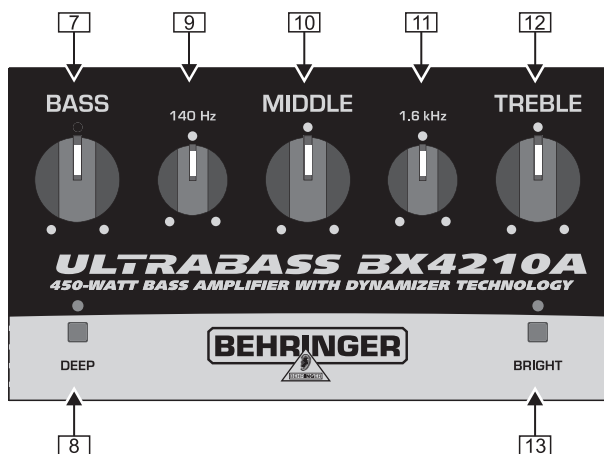 7 9 10 11 12
BASS 140 Hz MIDDLE 1.6 kHz TREBLE
ULTRABASS BX4210A
450-WATT BASS AMPLIFIER WITH DYNAMIZER TECHNOLOGY
BEHRINGER
DEEP BEHRINGER BRIGHT
8 13